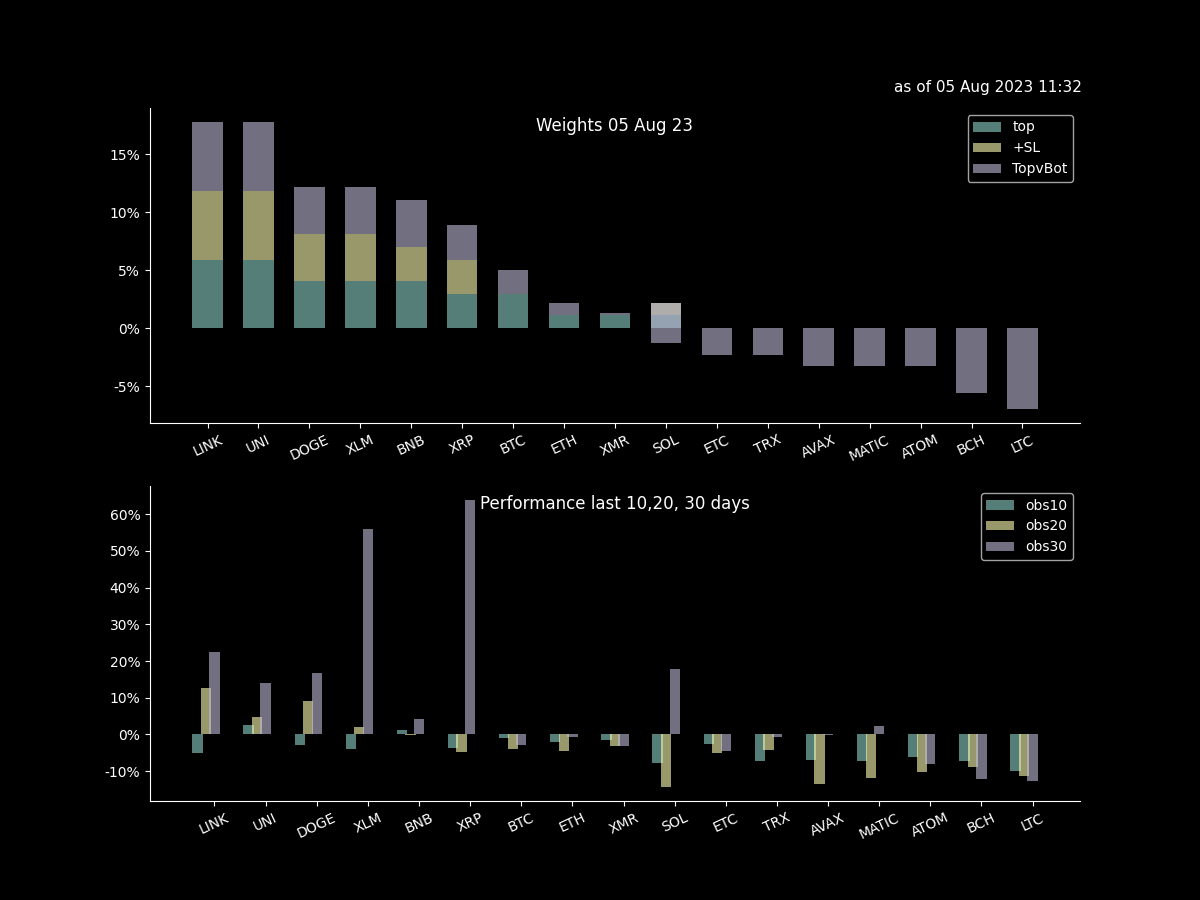 as of 05 Aug 2023 11:32
Weights 05 Aug 23
top
+SL
TopvBot
15%
10%
5%
0%
-5%
LINK UNI DOGE XLM BNB XRP BTC ETH XMR SOL ETC TRX AVAX MATIC ATOM BCH LTC
Performance last 10,20, 30 days
obs10
obs20
obs30
60%
50%
40%
30%
20%
10%
0%
-10%
LINK UNI DOGE XLM BNB XRP BTC ETH XMR SOL ETC TRX AVAX MATIC ATOM BCH LTC